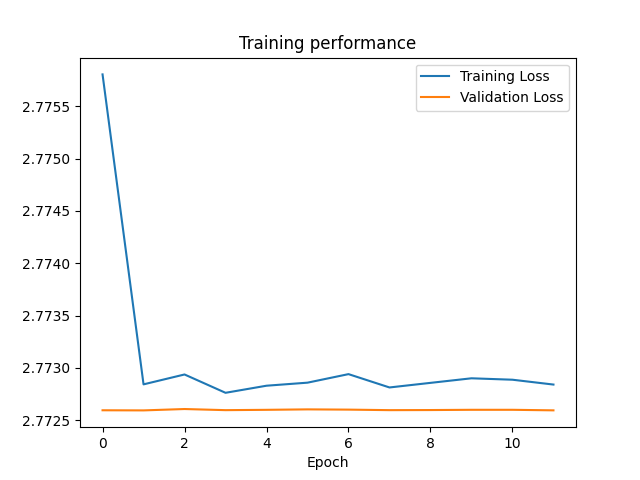 Training performance
Training Loss
Validation Loss
2.7755
2.7750
2.7745
2.7740
2.7735
2.7730
2.7725
0 2 4 6 8 10
Epoch